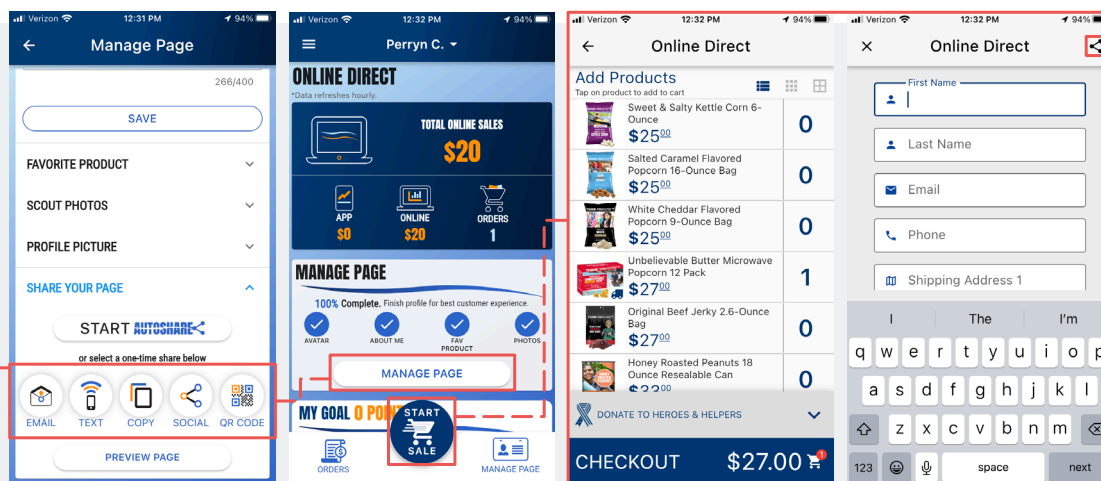 Verizon 12:31 PM 94%
Manage Page
266/400
SAVE
FAVORITE PRODUCT
SCOUT PHOTOS
PROFILE PICTURE
SHARE YOUR PAGE
START AUTOSHARE
or select a one-time share below
EMAIL TEXT COPY SOCIAL QR CODE
PREVIEW PAGE
Verizon 12:32 PM 94%
Perryn C.
ONLINE DIRECT
*Data refreshes hourly.
TOTAL ONLINE SALES
$20
APP ONLINE ORDERS
$0 $20 1
MANAGE PAGE
100% Complete. Finish profile for best customer experience.
AVATAR ABOUT ME FAV PRODUCT PHOTOS
MANAGE PAGE
MY GOAL 0
START
SALE
ORDERS MANAGE PAGE
Verizon 12:32 PM 94%
Online Direct
Add Products
Tap on product to add to cart
Sweet & Salty Kettle Corn 6-
Ounce
$25.00 0
Salted Caramel Flavored
Popcorn 16-Ounce Bag
$25.00 0
White Cheddar Flavored
Popcorn 9-Ounce Bag
$25.00 0
Unbelievable Butter Microwave
Popcorn 12 Pack
$27.00 1
Original Beef Jerky 2.6-Ounce
Bag
$27.00 0
Honey Roasted Peanuts 18
Ounce Resealable Can
0
DONATE TO HEROES & HELPERS
CHECKOUT $27.00 1
Verizon 12:32 PM 94%
Online Direct
First Name
Last Name
Email
Phone
Shipping Address 1
I The I'm
q w e r t y u i o p
a s d f g h j k l
z x c v b n m
123 space next